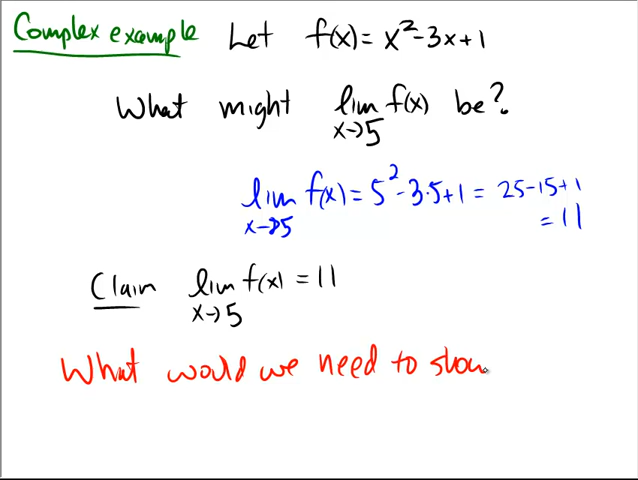 Complex example Let f(x) = x²-3x+1
What might lim f(x) be?
x→5
lim f(x) = 5²-3·5+1 = 25-15+1
x→5 = 11
Claim lim f(x) = 11
x→5
What would we need to show